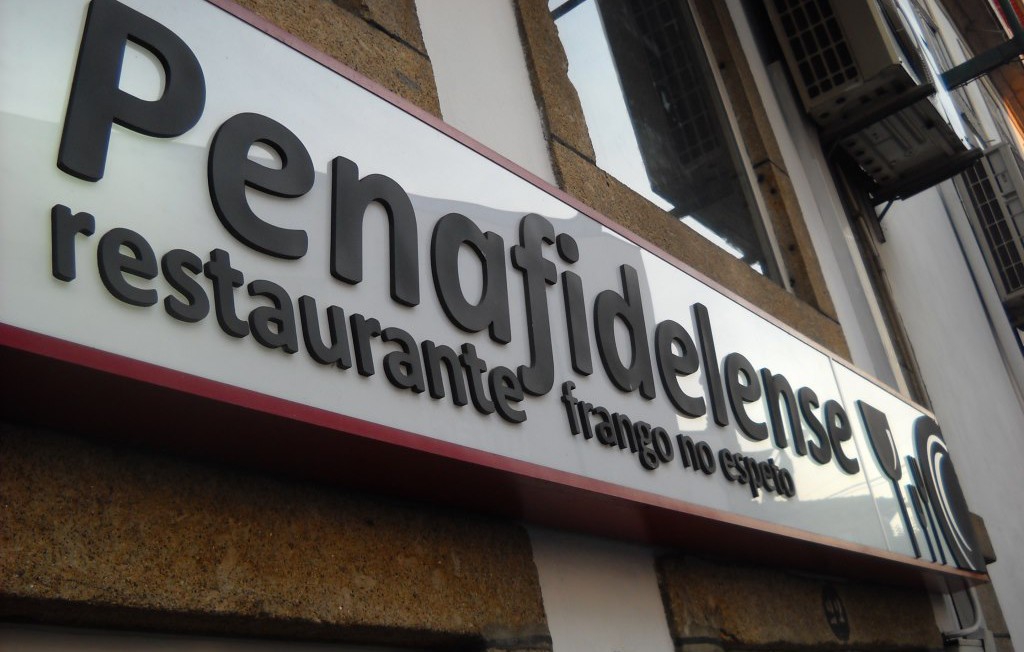 Penafidelense
restaurante frango no espeto